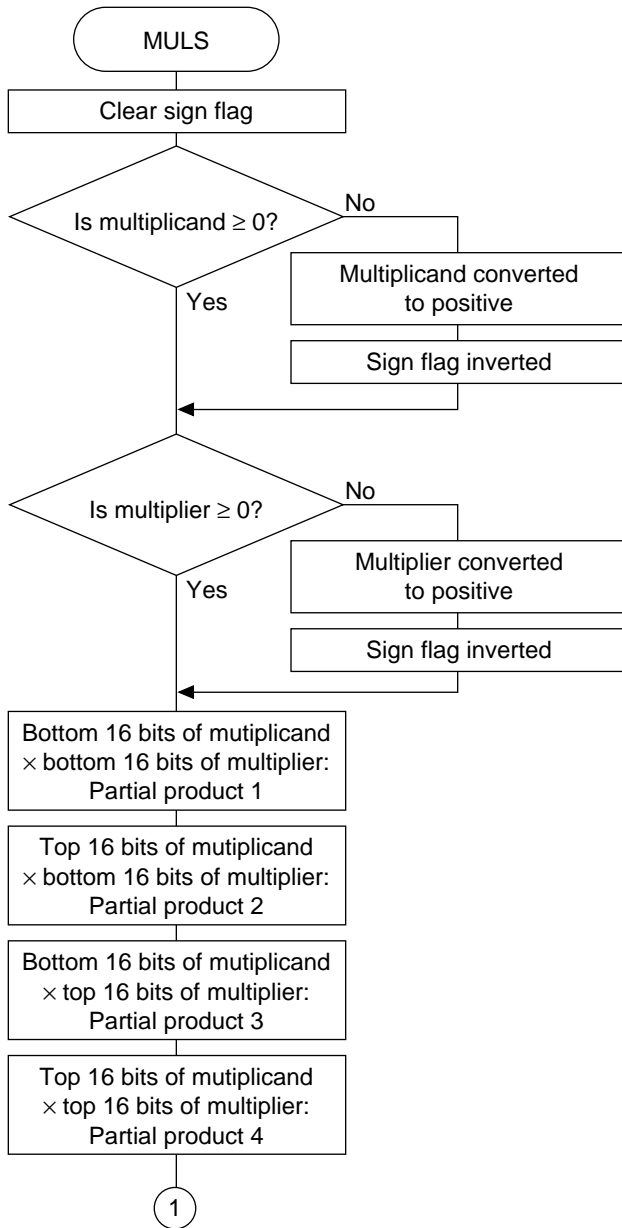 MULS
Clear sign flag
Is multiplicand ≥ 0?
No
Multiplicand converted
to positive
Yes
Sign flag inverted
Is multiplier ≥ 0?
No
Multiplier converted
to positive
Yes
Sign flag inverted
Bottom 16 bits of mutiplicand
× bottom 16 bits of multiplier:
Partial product 1
Top 16 bits of mutiplicand
× bottom 16 bits of multiplier:
Partial product 2
Bottom 16 bits of mutiplicand
× top 16 bits of multiplier:
Partial product 3
Top 16 bits of mutiplicand
× top 16 bits of multiplier:
Partial product 4
1